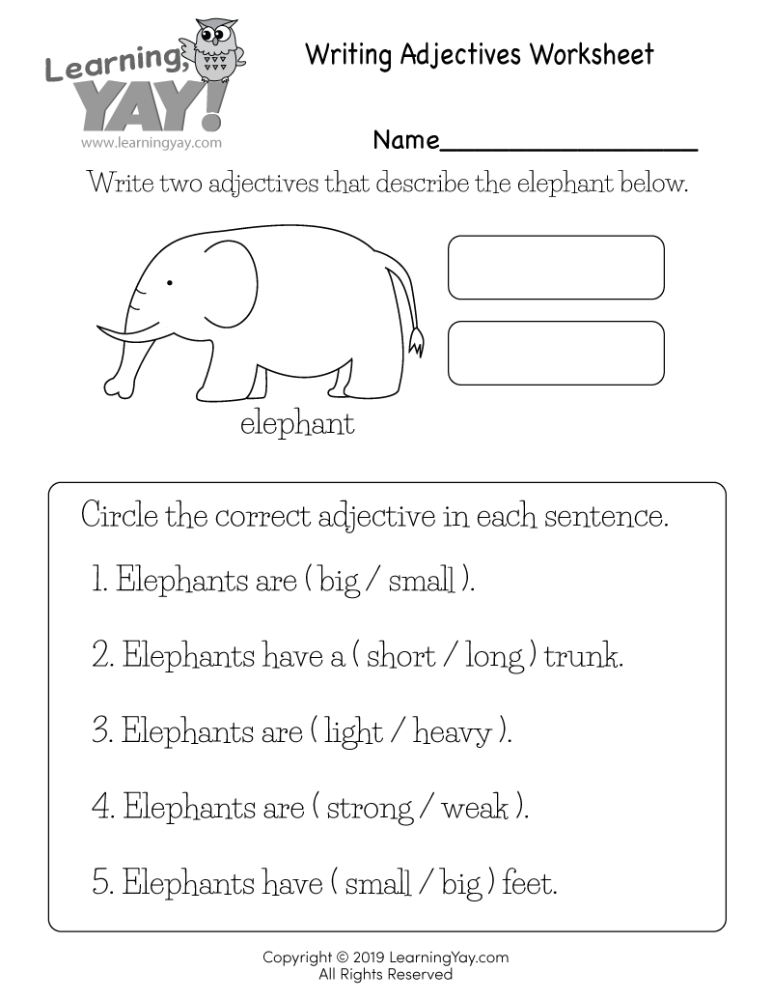 Learning,
YAY!
www.learningyay.com
Writing Adjectives Worksheet
Name__________________
Write two adjectives that describe the elephant below.
elephant
Circle the correct adjective in each sentence.
1. Elephants are ( big / small ).
2. Elephants have a ( short / long ) trunk.
3. Elephants are ( light / heavy ).
4. Elephants are ( strong / weak ).
5. Elephants have ( small / big ) feet.
Copyright © 2019 LearningYay.com
All Rights Reserved